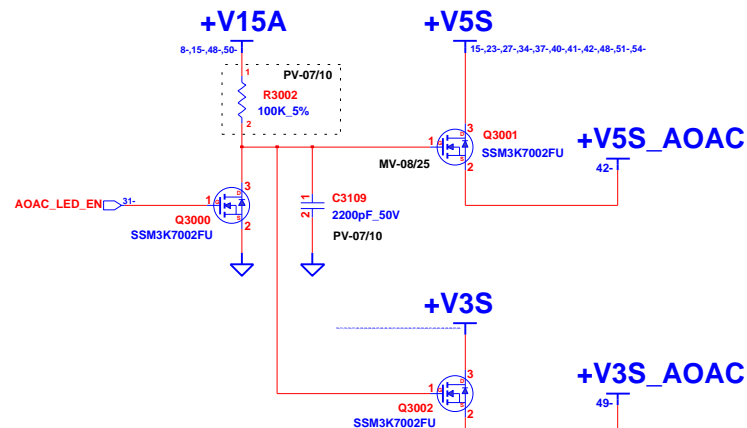 +V15A
8-,15-,48-,50-
1
PV-07/10
R3002
100K_5%
2
+V5S
15-,23-,27-,34-,37-,40-,41-,42-,48-,51-,54-
3
Q3001
1
G
D
S
SSM3K7002FU
2
MV-08/25
+V5S_AOAC
42-
AOAC_LED_EN
31-
1
G
D
S
3
Q3000
2
SSM3K7002FU
1
C3109
2200pF_50V
2
PV-07/10
+V3S
3
1
G
D
S
Q3002
2
SSM3K7002FU
+V3S_AOAC
49-